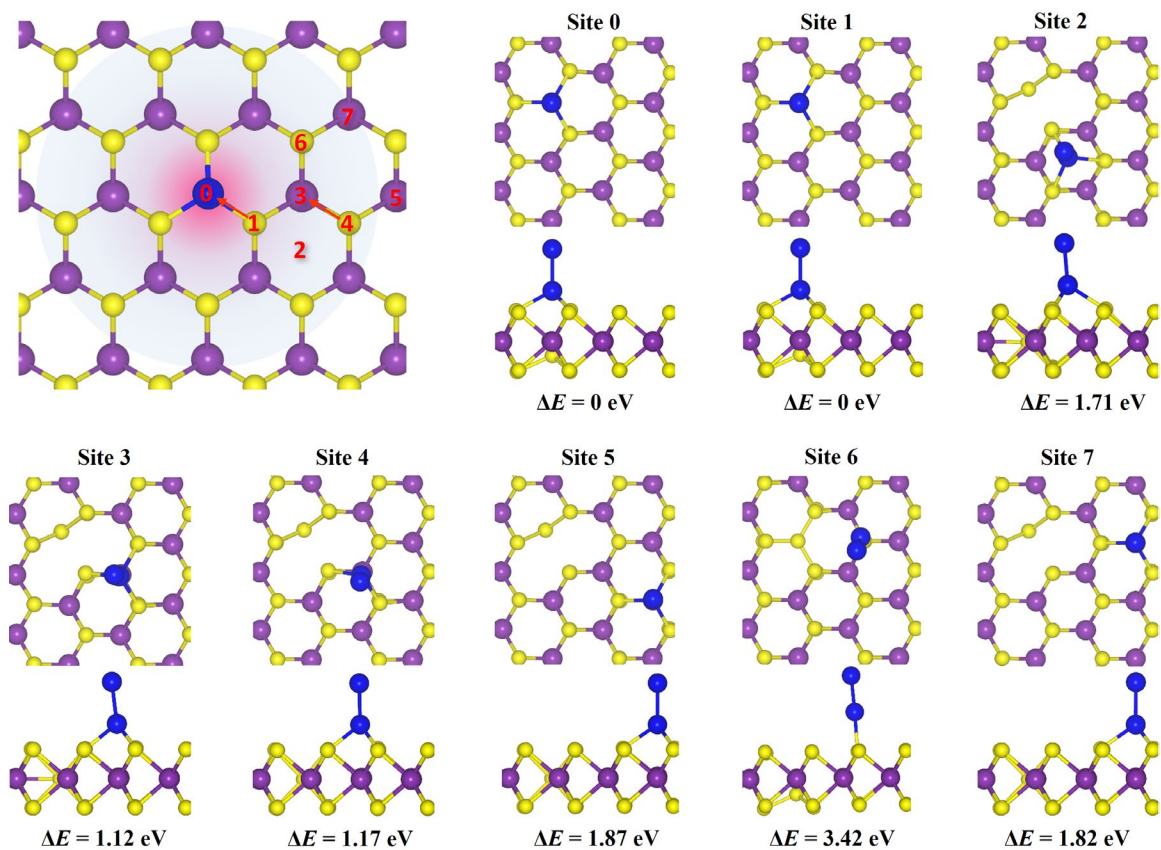 Site 0
Site 1
Site 2
7
6
0
3
5
1
4
2
ΔE = 0 eV
ΔE = 0 eV
ΔE = 1.71 eV
Site 3
Site 4
Site 5
Site 6
Site 7
ΔE = 1.12 eV
ΔE = 1.17 eV
ΔE = 1.87 eV
ΔE = 3.42 eV
ΔE = 1.82 eV